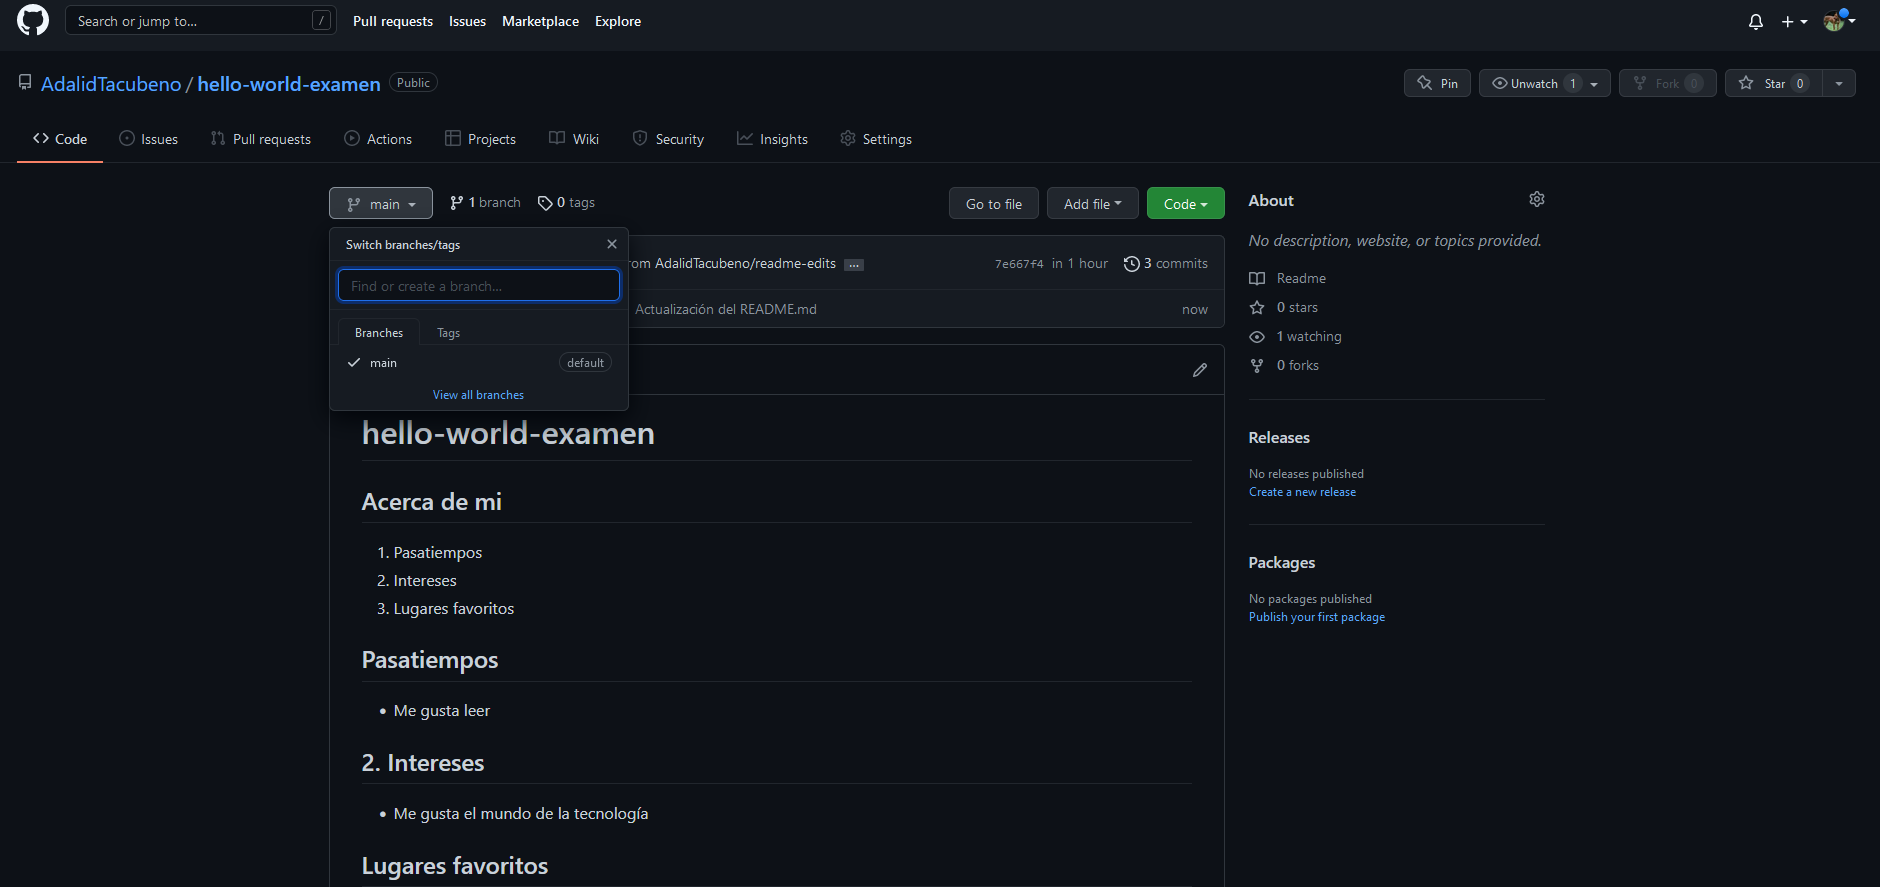 Search or jump to... /
Pull requests Issues Marketplace Explore
AdalidTacubeno / hello-world-examen Public
Pin Unwatch 1 Fork 0 Star 0
Code Issues Pull requests Actions Projects Wiki Security Insights Settings
main 1 branch 0 tags Go to file Add file Code
Switch branches/tags
Find or create a branch...
Branches Tags
main default
View all branches
om AdalidTacubeno/readme-edits ... 7e667f4 in 1 hour 3 commits
Actualización del README.md now
hello-world-examen
Acerca de mi
1. Pasatiempos
2. Intereses
3. Lugares favoritos
Pasatiempos
• Me gusta leer
2. Intereses
• Me gusta el mundo de la tecnología
Lugares favoritos
About
No description, website, or topics provided.
Readme
0 stars
1 watching
0 forks
Releases
No releases published
Create a new release
Packages
No packages published
Publish your first package